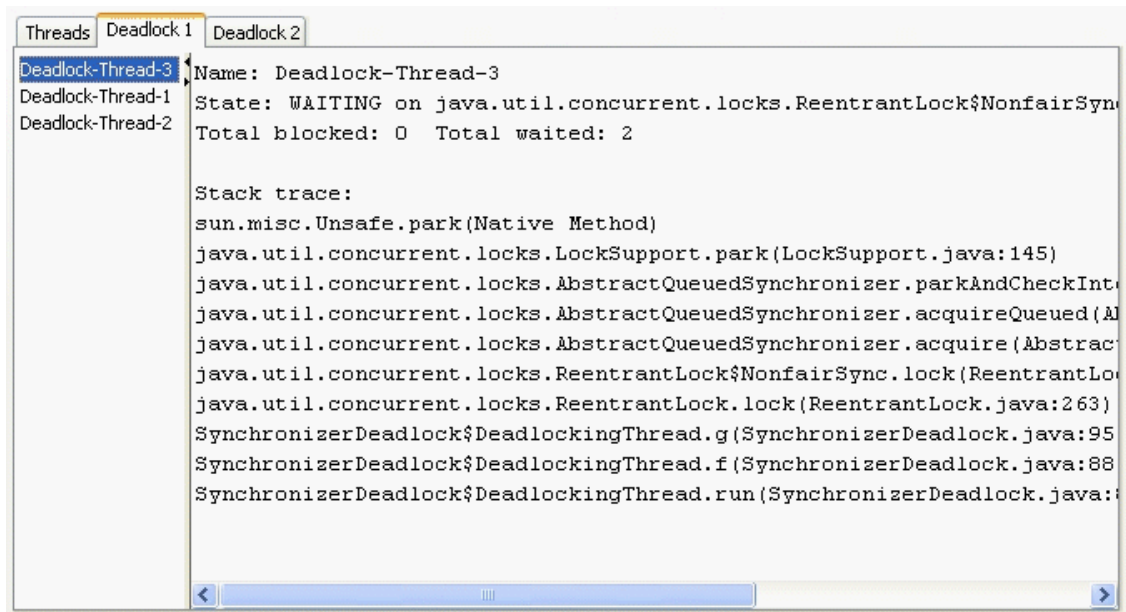 Threads Deadlock 1 Deadlock 2
Deadlock-Thread-3
Deadlock-Thread-1
Deadlock-Thread-2
Name: Deadlock-Thread-3
State: WAITING on java.util.concurrent.locks.ReentrantLock$NonfairSyn
Total blocked: 0 Total waited: 2
Stack trace:
sun.misc.Unsafe.park(Native Method)
java.util.concurrent.locks.LockSupport.park(LockSupport.java:145)
java.util.concurrent.locks.AbstractQueuedSynchronizer.parkAndCheckInt
java.util.concurrent.locks.AbstractQueuedSynchronizer.acquireQueued(A
java.util.concurrent.locks.AbstractQueuedSynchronizer.acquire(Abstrac
java.util.concurrent.locks.ReentrantLock$NonfairSync.lock(ReentrantLo
java.util.concurrent.locks.ReentrantLock.lock(ReentrantLock.java:263)
SynchronizerDeadlock$DeadlockingThread.g(SynchronizerDeadlock.java:95
SynchronizerDeadlock$DeadlockingThread.f(SynchronizerDeadlock.java:88
SynchronizerDeadlock$DeadlockingThread.run(SynchronizerDeadlock.java: